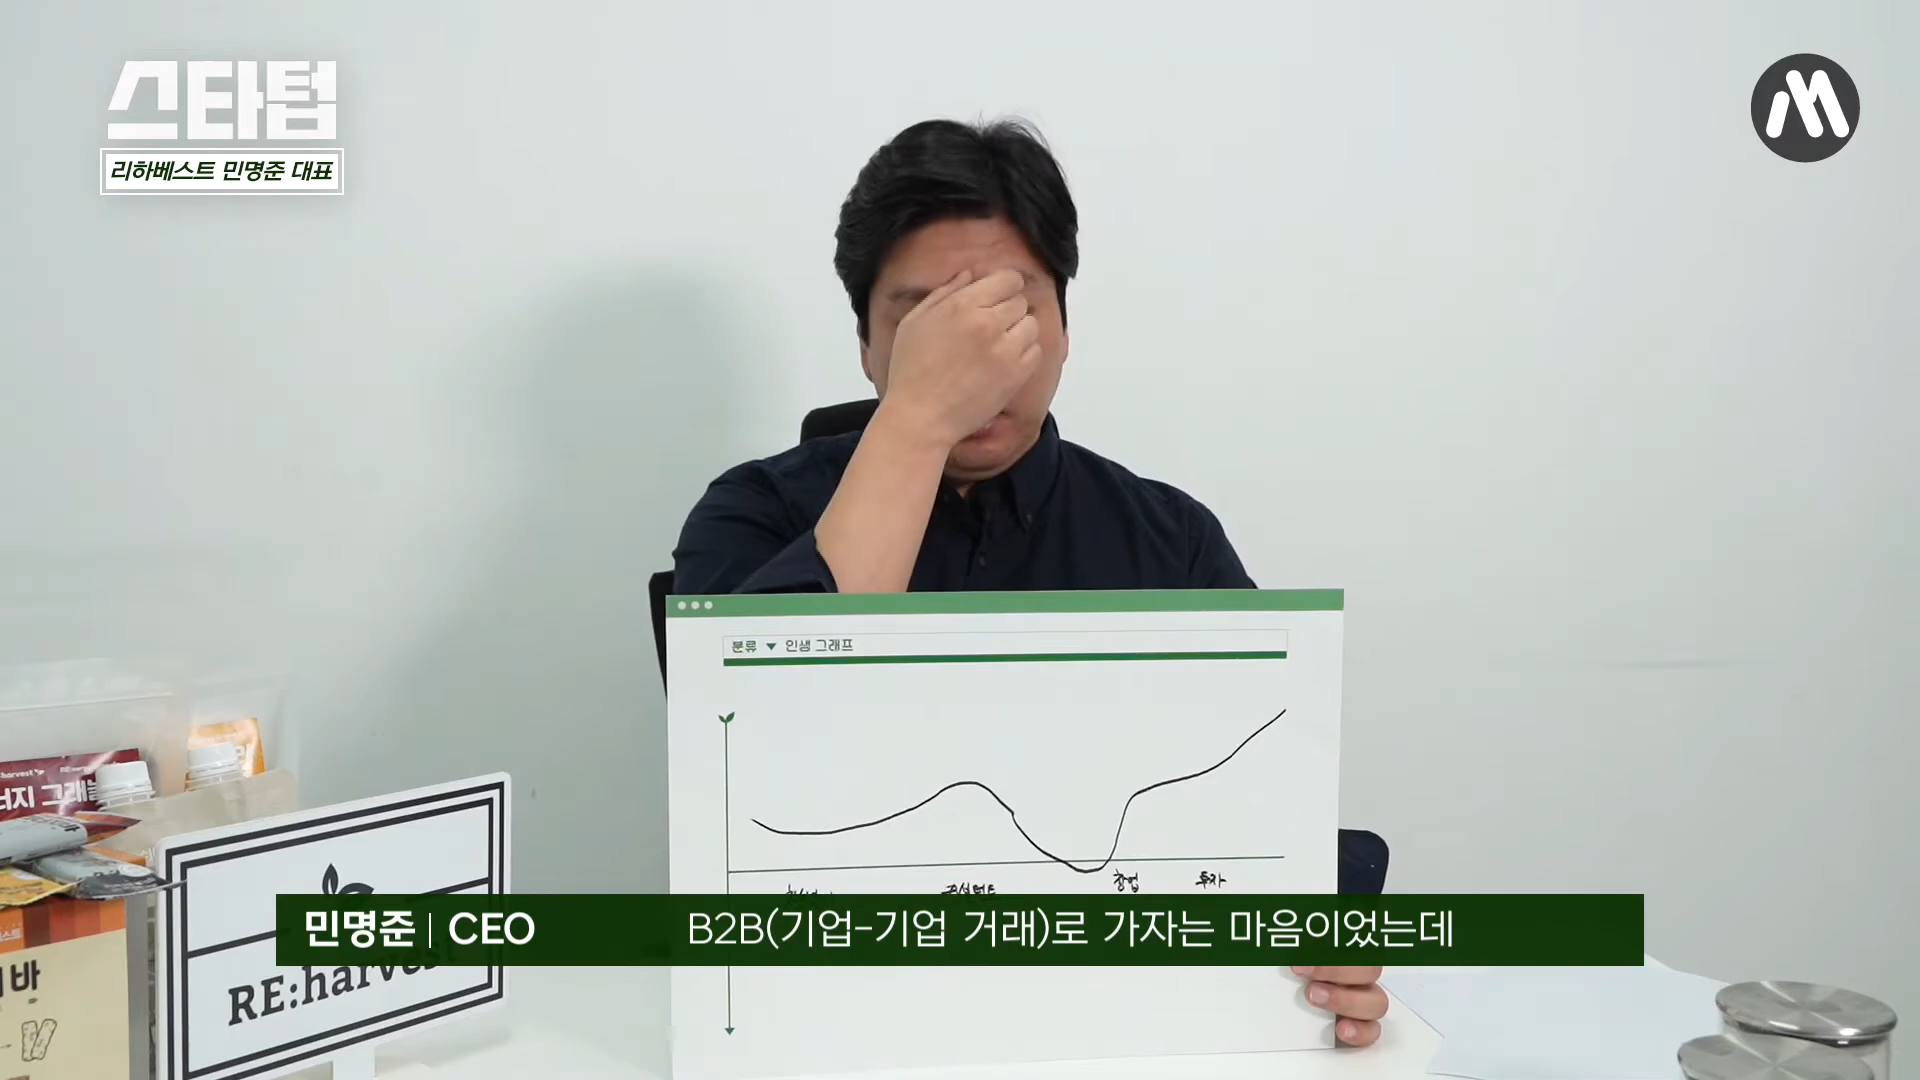 스타텀
리하베스트 민명준 대표
분류 ▼ 인생 그래프
창업
투자
민명준 | CEO
B2B(기업-기업 거래)로 가자는 마음이었는데
RE:harvest